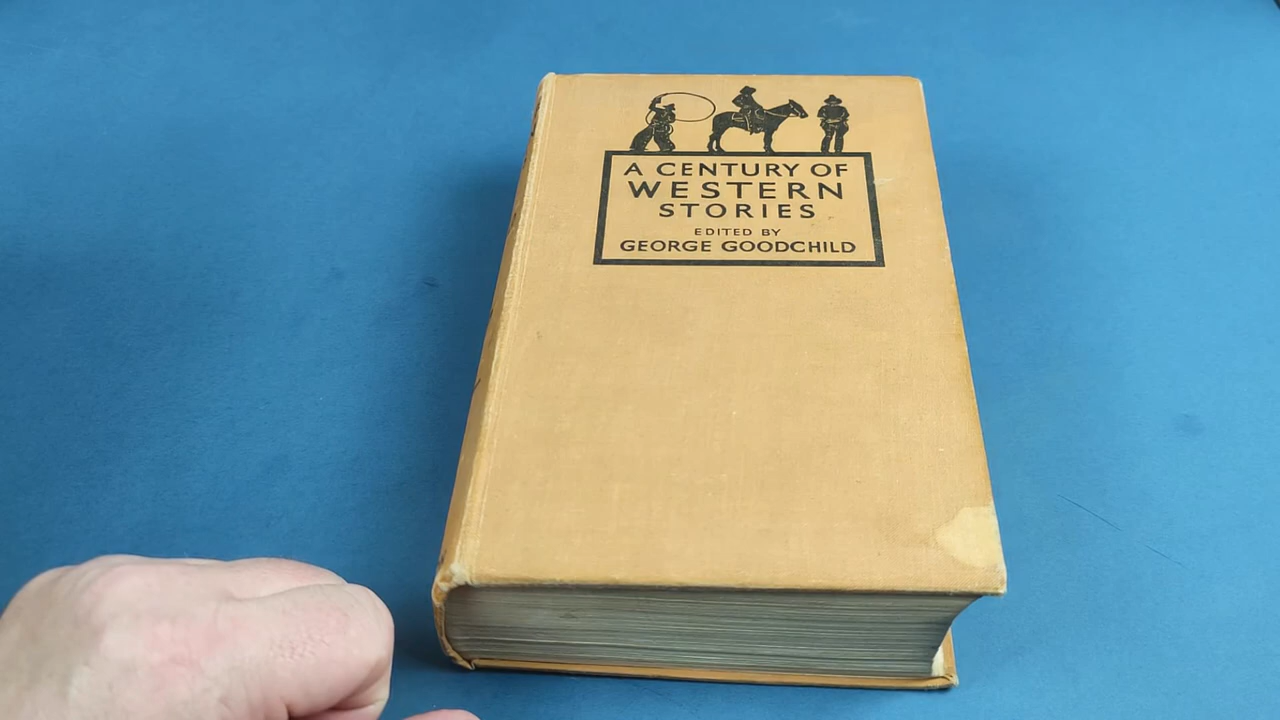 A CENTURY OF
WESTERN
STORIES
EDITED BY
GEORGE GOODCHILD